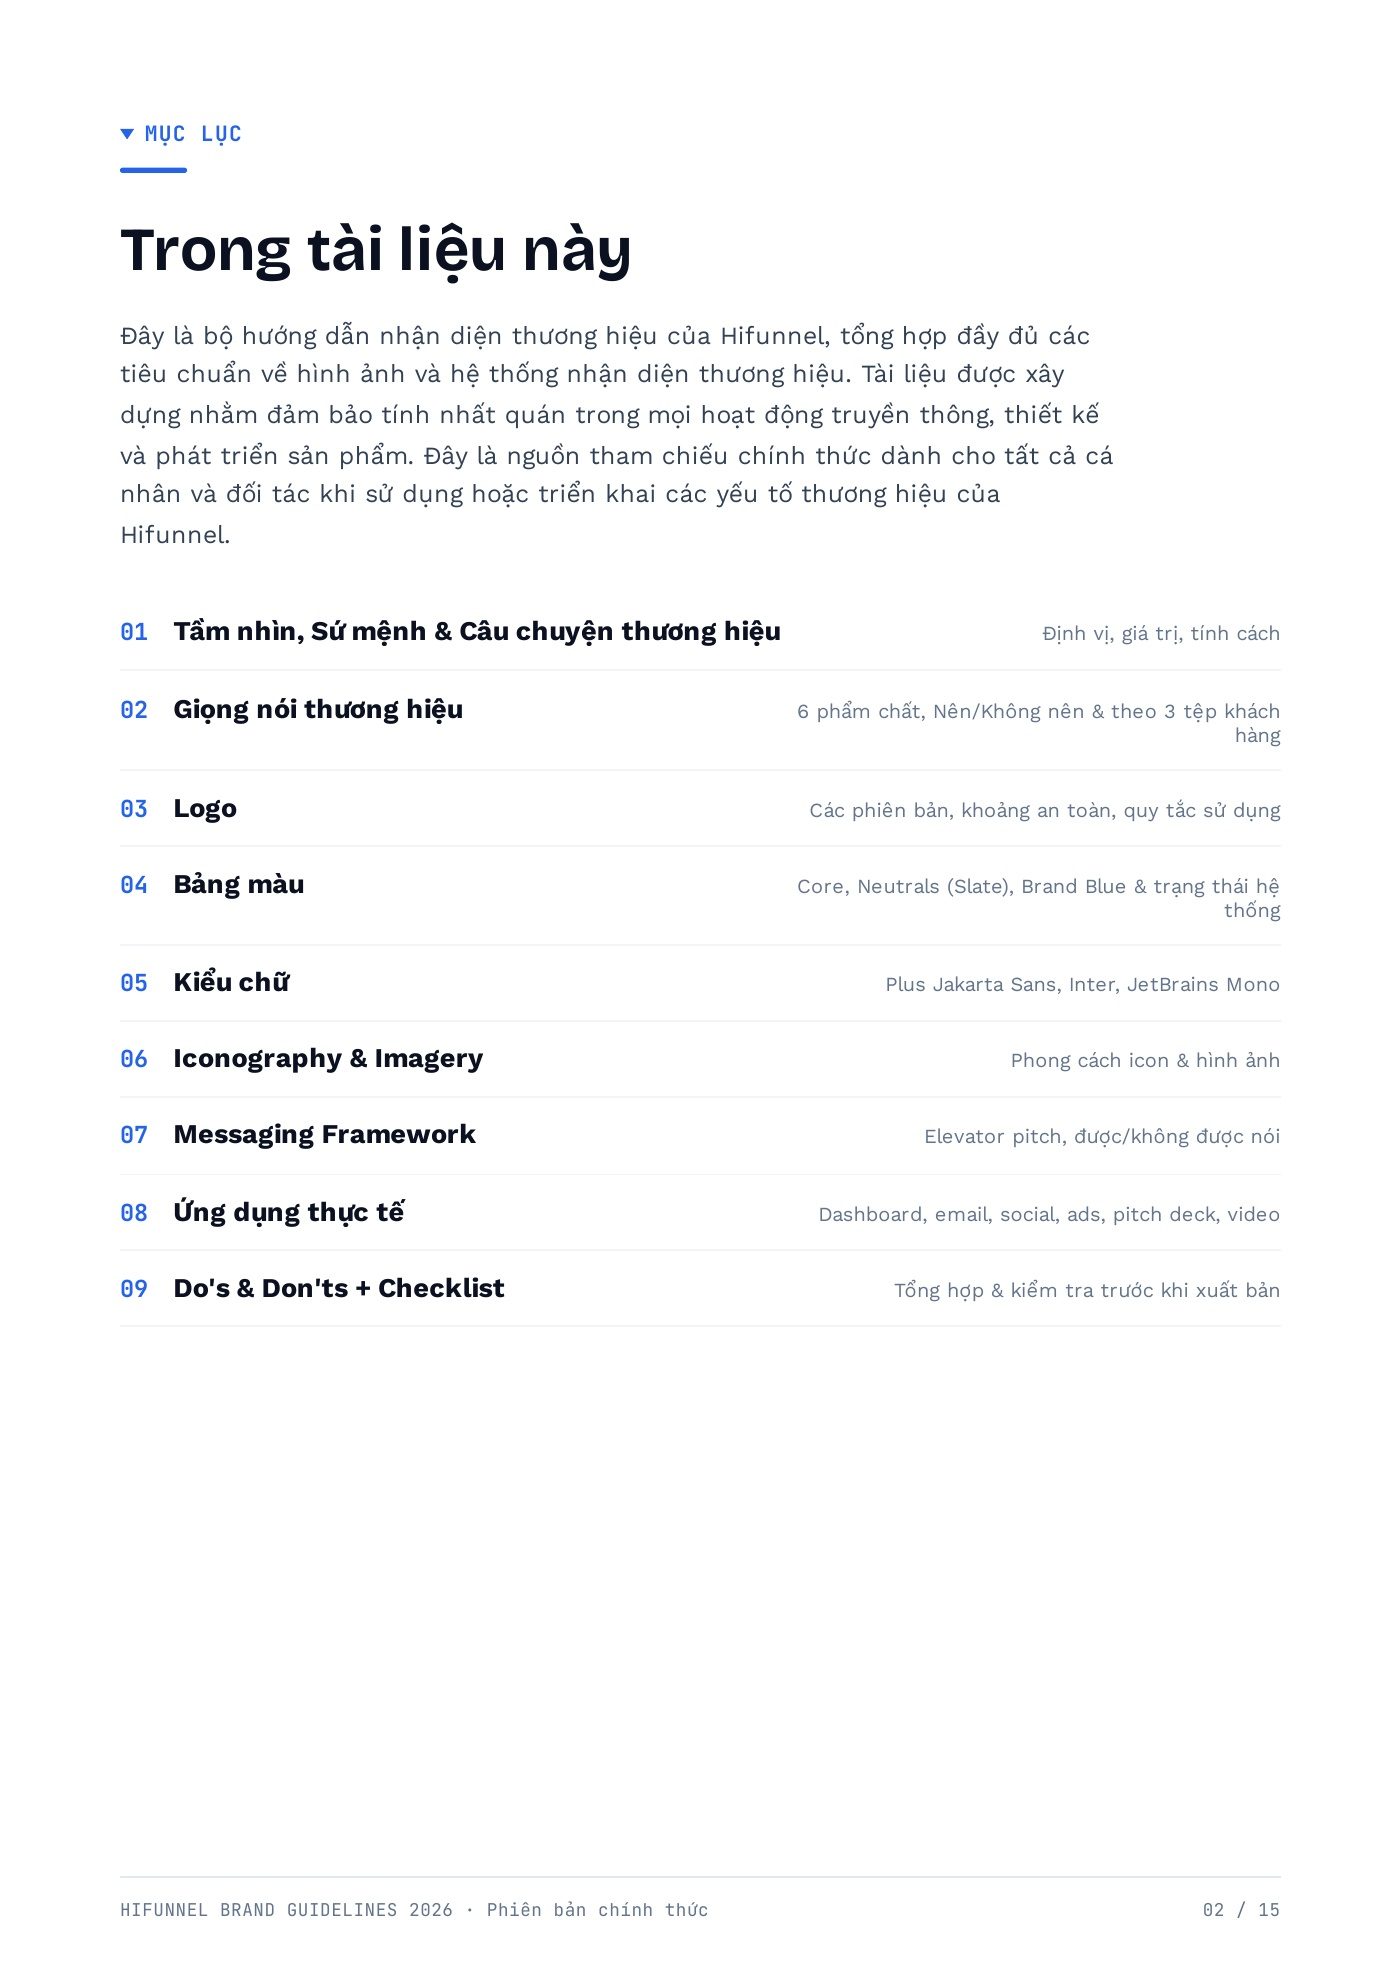 ▼ MỤC LỤC
Trong tài liệu này
Đây là bộ hướng dẫn nhận diện thương hiệu của Hifunnel, tổng hợp đầy đủ các
tiêu chuẩn về hình ảnh và hệ thống nhận diện thương hiệu. Tài liệu được xây
dựng nhằm đảm bảo tính nhất quán trong mọi hoạt động truyền thông, thiết kế
và phát triển sản phẩm. Đây là nguồn tham chiếu chính thức dành cho tất cả cá
nhân và đối tác khi sử dụng hoặc triển khai các yếu tố thương hiệu của
Hifunnel.
01 Tầm nhìn, Sứ mệnh & Câu chuyện thương hiệu Định vị, giá trị, tính cách
02 Giọng nói thương hiệu 6 phẩm chất, Nên/Không nên & theo 3 tệp khách
hàng
03 Logo Các phiên bản, khoảng an toàn, quy tắc sử dụng
04 Bảng màu Core, Neutrals (Slate), Brand Blue & trạng thái hệ
thống
05 Kiểu chữ Plus Jakarta Sans, Inter, JetBrains Mono
06 Iconography & Imagery Phong cách icon & hình ảnh
07 Messaging Framework Elevator pitch, được/không được nói
08 Ứng dụng thực tế Dashboard, email, social, ads, pitch deck, video
09 Do's & Don'ts + Checklist Tổng hợp & kiểm tra trước khi xuất bản
HIFUNNEL BRAND GUIDELINES 2026 · Phiên bản chính thức 02 / 15